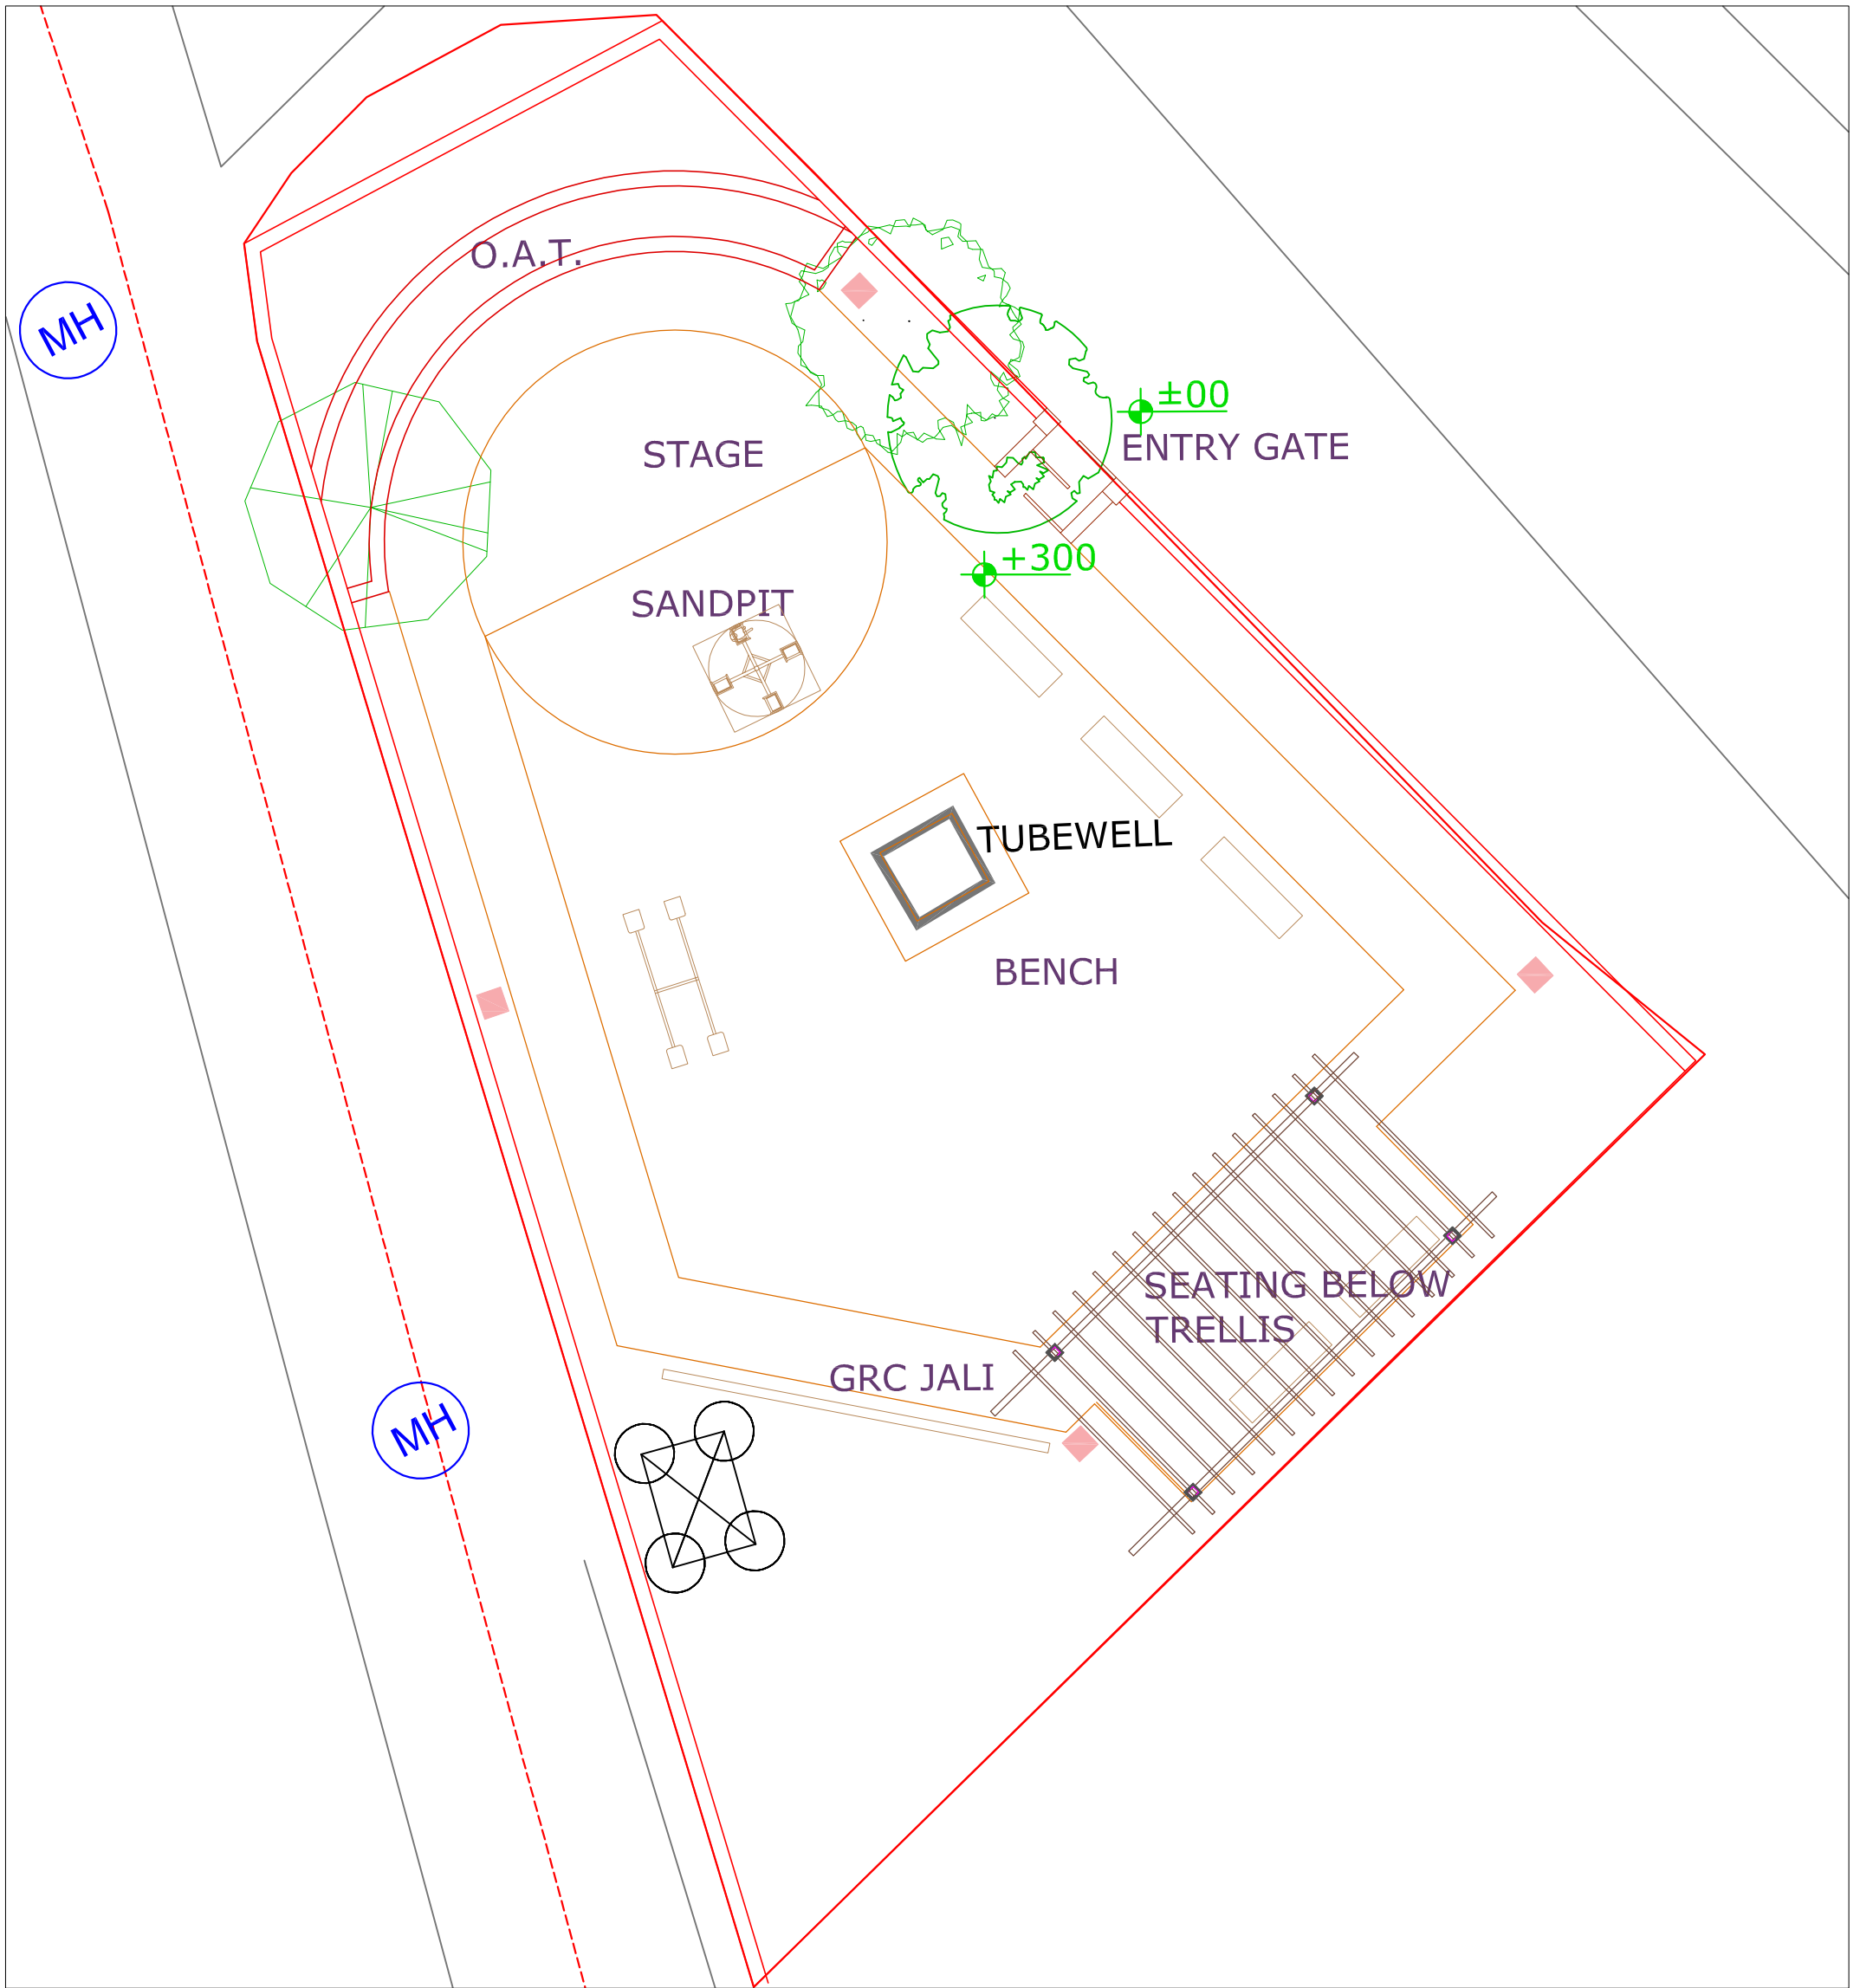 O.A.T.
MH
±00
ENTRY GATE
STAGE
+300
SANDPIT
TUBEWELL
BENCH
SEATING BELOW
TRELLIS
GRC JALI
MH